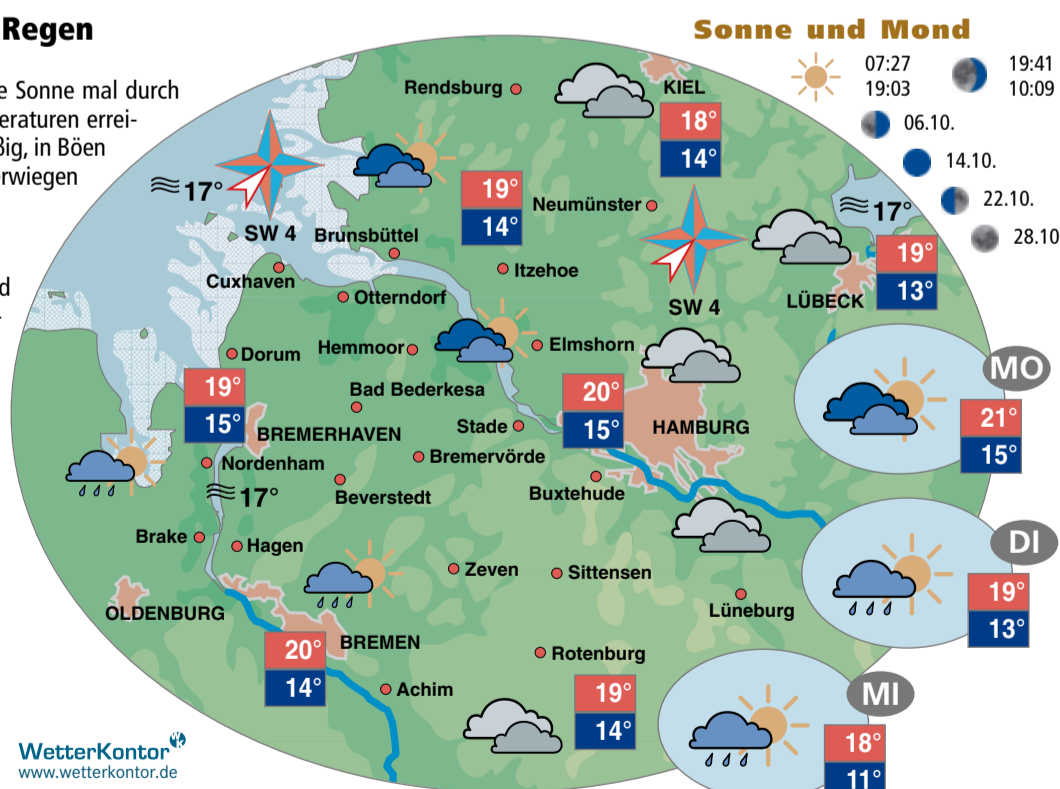 Regen
e Sonne mal durch
eraturen errei-
ßig, in Böen
erwiegen
d
Sonne und Mond
07:27
19:03
19:41
10:09
06.10.
14.10.
22.10.
28.10
Rendsburg
KIEL
18°
14°
17°
SW 4
19°
14°
Neumünster
17°
Brunsbüttel
Cuxhaven
Itzehoe
SW 4
19°
13°
LÜBECK
Otterndorf
Dorum
Hemmoor
Elmshorn
MO
21°
15°
19°
15°
Bad Bederkesa
20°
15°
BREMERHAVEN
Stade
HAMBURG
Nordenham
Bremervörde
17°
Beverstedt
Buxtehude
Brake
Hagen
DI
19°
13°
Zeven
Sittensen
OLDENBURG
Lüneburg
20°
14°
BREMEN
Rotenburg
Achim
19°
14°
MI
18°
11°
WetterKontor
www.wetterkontor.de